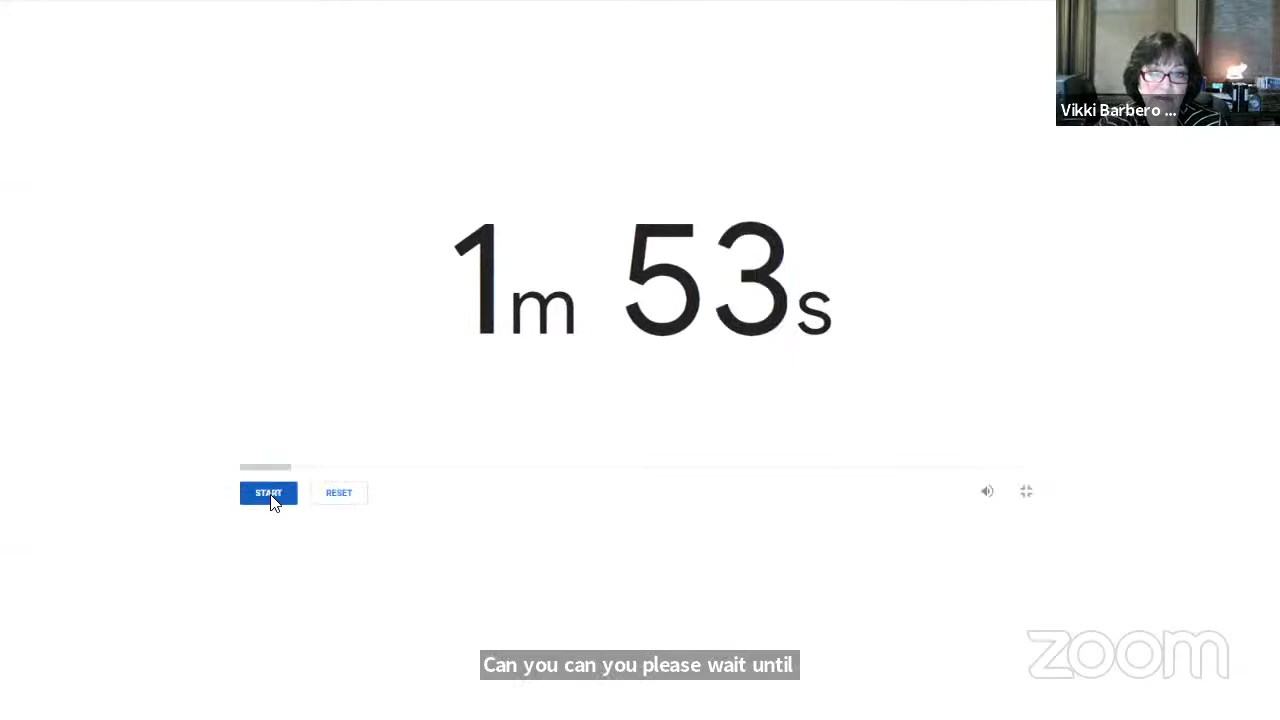 Vikki Barbero ...
1m 53s
START
RESET
Can you can you please wait until
zoom